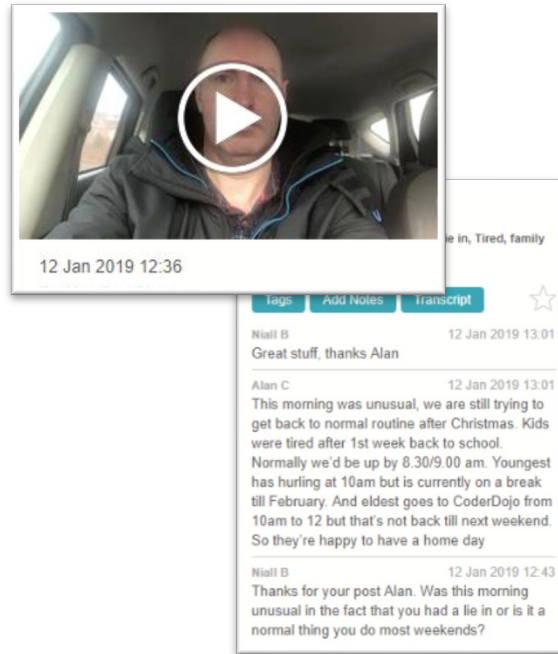 12 Jan 2019 12:36
ie in, Tired, family
Tags Add Notes Transcript
Niall B 12 Jan 2019 13:01
Great stuff, thanks Alan
Alan C 12 Jan 2019 13:01
This morning was unusual, we are still trying to
get back to normal routine after Christmas. Kids
were tired after 1st week back to school.
Normally we'd be up by 8.30/9.00 am. Youngest
has hurling at 10am but is currently on a break
till February. And eldest goes to CoderDojo from
10am to 12 but that's not back till next weekend.
So they're happy to have a home day
Niall B 12 Jan 2019 12:43
Thanks for your post Alan. Was this morning
unusual in the fact that you had a lie in or is it a
normal thing you do most weekends?